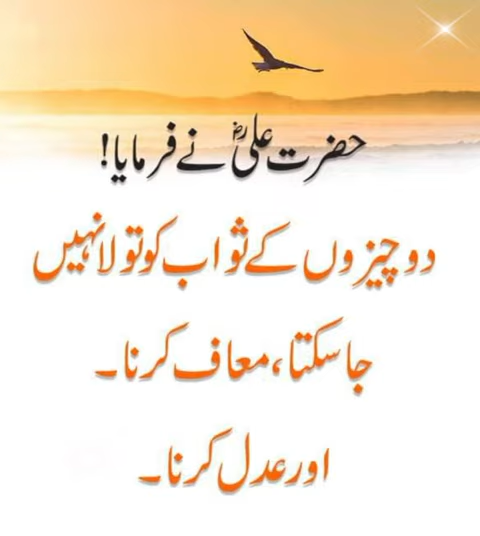 حضرت علیؓ نے فرمایا!
دو چیزوں کے ثواب کو تولا نہیں
جا سکتا، معاف کرنا۔
اور عدل کرنا۔